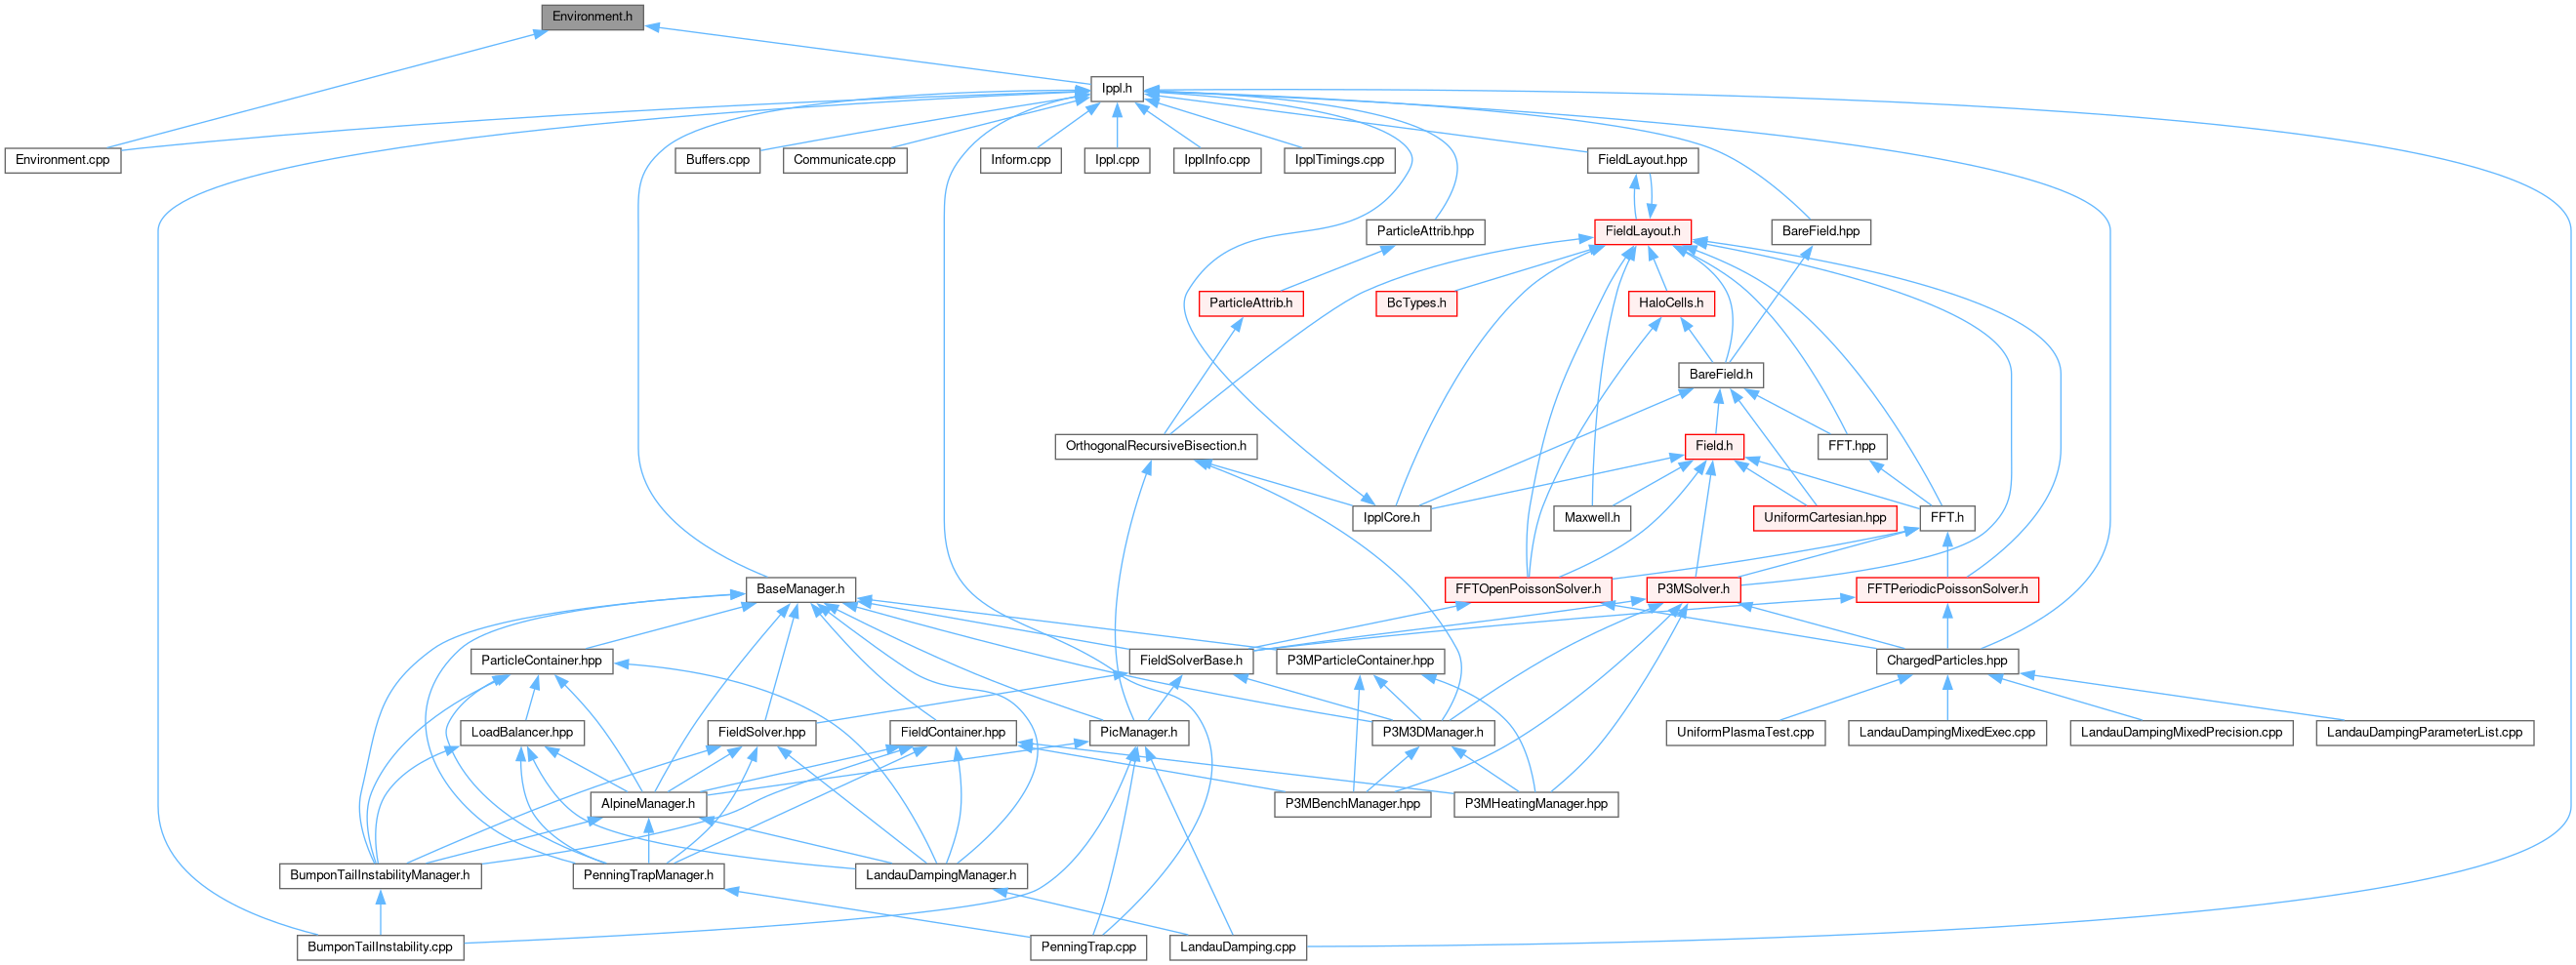 Environment.h
Ippl.h
Environment.cpp
Buffers.cpp
Communicate.cpp
Inform.cpp
Ippl.cpp
IpplInfo.cpp
IpplTimings.cpp
FieldLayout.hpp
ParticleAttrib.hpp
FieldLayout.h
BareField.hpp
ParticleAttrib.h
BcTypes.h
HaloCells.h
BareField.h
OrthogonalRecursiveBisection.h
Field.h
FFT.hpp
IpplCore.h
Maxwell.h
UniformCartesian.hpp
FFT.h
BaseManager.h
FFTOpenPoissonSolver.h
P3MSolver.h
FFTPeriodicPoissonSolver.h
ParticleContainer.hpp
FieldSolverBase.h
P3MParticleContainer.hpp
ChargedParticles.hpp
LoadBalancer.hpp
FieldSolver.hpp
FieldContainer.hpp
PicManager.h
P3M3DManager.h
UniformPlasmaTest.cpp
LandauDampingMixedExec.cpp
LandauDampingMixedPrecision.cpp
LandauDampingParameterList.cpp
AlpineManager.h
P3MBenchManager.hpp
P3MHeatingManager.hpp
BumponTailInstabilityManager.h
PenningTrapManager.h
LandauDampingManager.h
BumponTailInstability.cpp
PenningTrap.cpp
LandauDamping.cpp